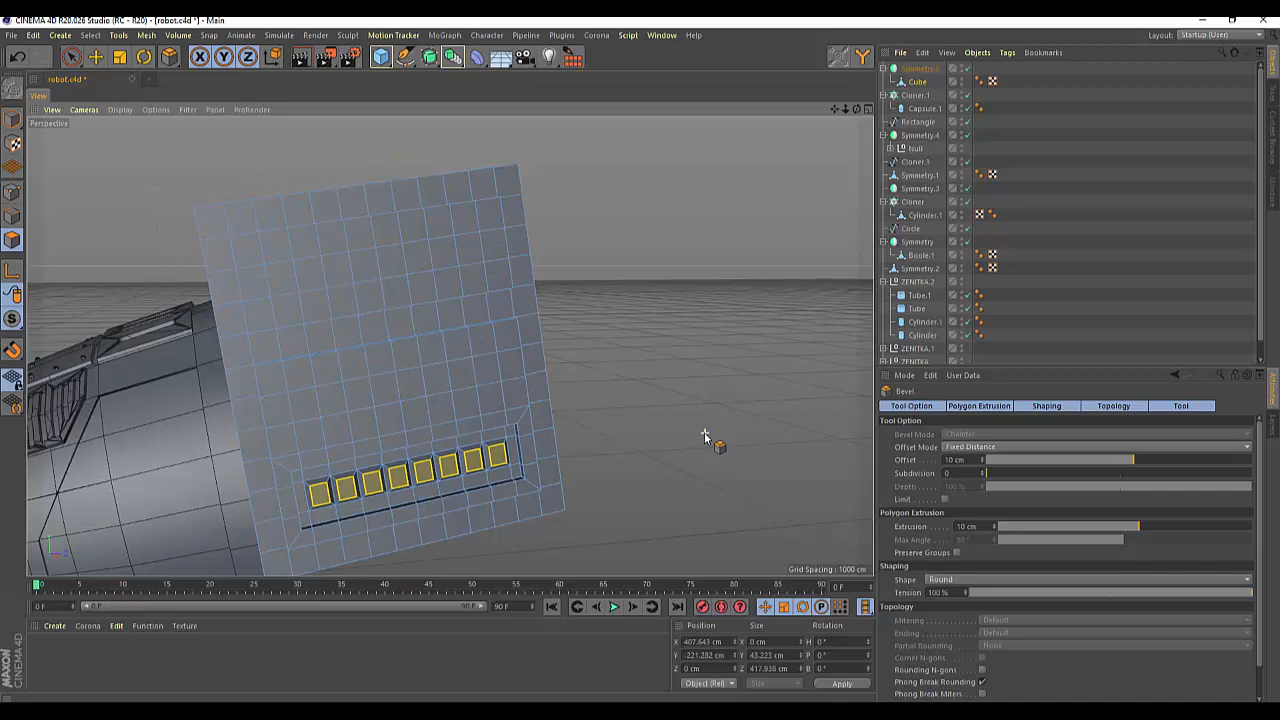 CINEMA 4D R20.026 Studio (RC - R20) - [robot.c4d *] - Main
File Edit Create Select Tools Mesh Volume Snap Animate Simulate Render Sculpt Motion Tracker MoGraph Character Pipeline Plugins Corona Script Window Help Layout: Startup (User)
X Y Z
robot.c4d *
View
View Cameras Display Options Filter Panel ProRender
Perspective
Grid Spacing : 1000 cm
File Edit View Objects Tags Bookmarks
Cube
Cloner.1
Capsule.1
Rectangle
Symmetry.4
Null
Cloner.3
Symmetry.1
Symmetry.3
Cloner
Cylinder.1
Circle
Symmetry
Boole.1
Symmetry.2
ZENITKA.2
Tube.1
Tube
Cylinder.1
Cylinder
ZENITKA.1
ZENITKA
Mode Edit User Data
Bevel
Tool Option Polygon Extrusion Shaping Topology Tool
Tool Option
Bevel Mode Chamfer
Offset Mode Fixed Distance
Offset 10 cm
Subdivision 0
Depth 100 %
Limit
Polygon Extrusion
Extrusion 10 cm
Max Angle
Preserve Groups
Shaping
Shape Round
Tension 100 %
Topology
Mitering Default
Ending Default
Partial Rounding None
Corner N-gons
Rounding N-gons
Phong Break Rounding
Phong Break Miters
0 5 10 15 20 25 30 35 40 45 50 55 60 65 70 75 80 85 90 0 F
0 F 0 F 90 F 90 F
Create Corona Edit Function Texture
Position Size Rotation
X 407.643 cm X 0 cm H 0 °
Y -221.282 cm Y 43.223 cm P 0 °
Z 0 cm Z 417.938 cm B 0 °
Object (Rel) Size Apply
MAXON
CINEMA 4D